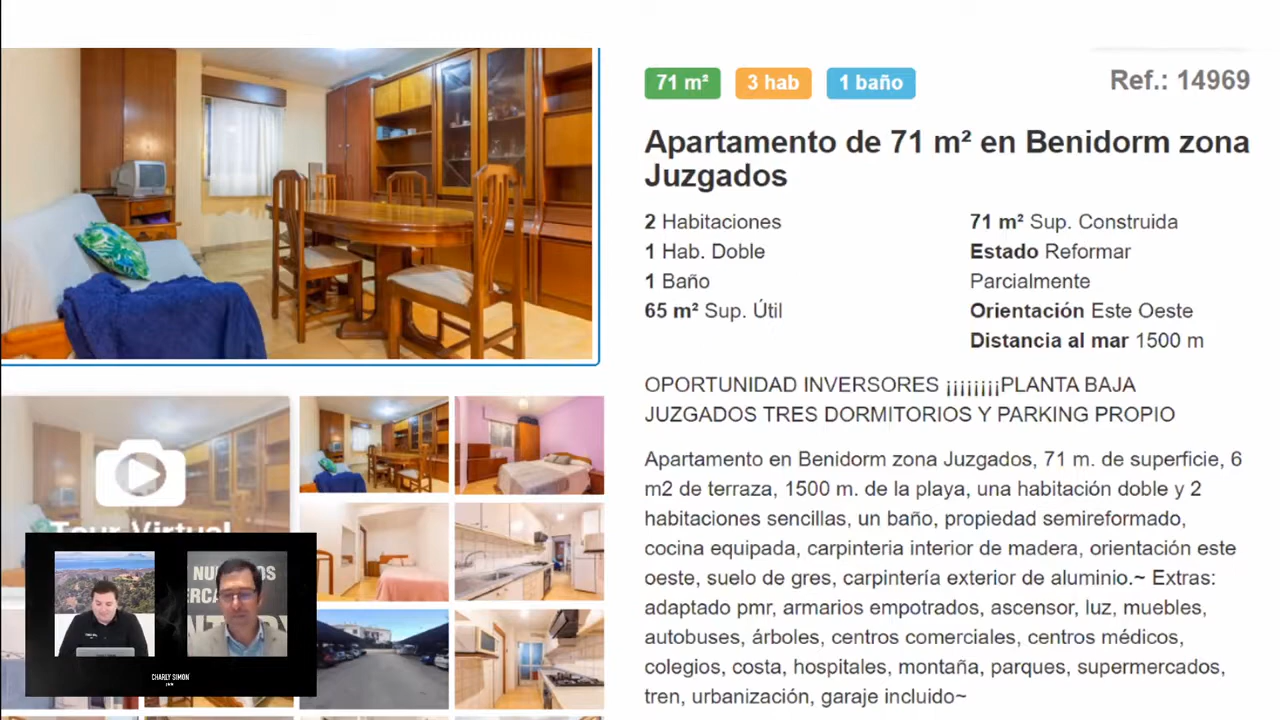 71 m²
3 hab
1 baño
Ref.: 14969
Apartamento de 71 m² en Benidorm zona
Juzgados
2 Habitaciones
1 Hab. Doble
1 Baño
65 m² Sup. Útil
71 m² Sup. Construida
Estado Reformar
Parcialmente
Orientación Este Oeste
Distancia al mar 1500 m
OPORTUNIDAD INVERSORES ¡¡¡¡¡¡¡¡PLANTA BAJA
JUZGADOS TRES DORMITORIOS Y PARKING PROPIO
Apartamento en Benidorm zona Juzgados, 71 m. de superficie, 6
m2 de terraza, 1500 m. de la playa, una habitación doble y 2
habitaciones sencillas, un baño, propiedad semireformado,
cocina equipada, carpinteria interior de madera, orientación este
oeste, suelo de gres, carpintería exterior de aluminio.~ Extras:
adaptado pmr, armarios empotrados, ascensor, luz, muebles,
autobuses, árboles, centros comerciales, centros médicos,
colegios, costa, hospitales, montaña, parques, supermercados,
tren, urbanización, garaje incluido~
Tour Virtual
CHARLY SIMON